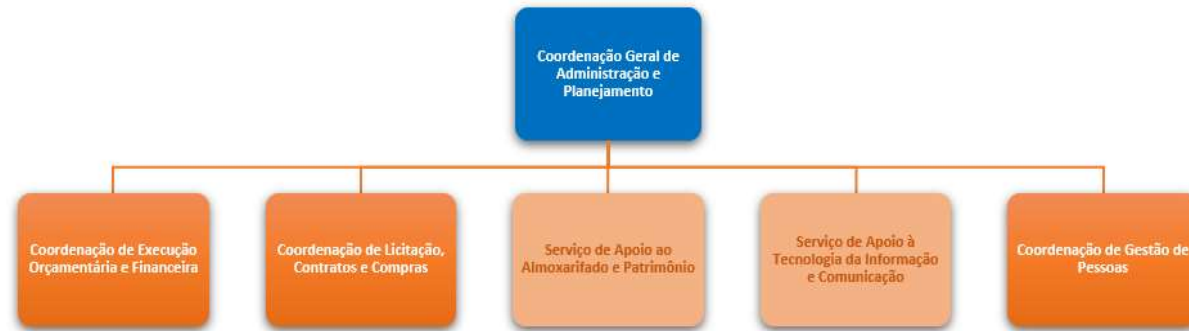 Coordenação Geral de
Administração e
Planejamento
Coordenação de Execução
Orçamentária e Financeira
Coordenação de Licitação,
Contratos e Compras
Serviço de Apoio ao
Almoxarifado e Patrimônio
Serviço de Apoio à
Tecnologia da Informação
e Comunicação
Coordenação de Gestão de
Pessoas